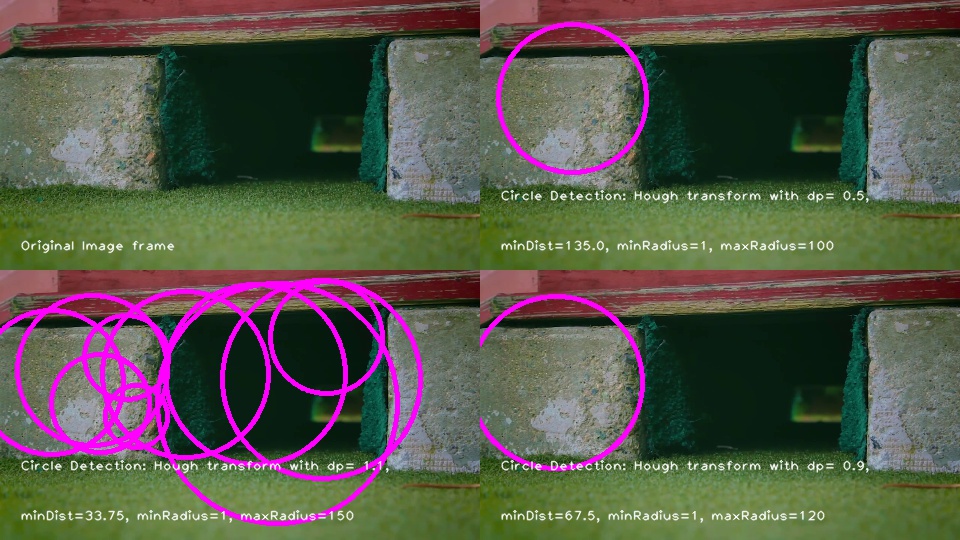 Original Image frame
Circle Detection: Hough transform with dp= 0.5,
minDist=135.0, minRadius=1, maxRadius=100
Circle Detection: Hough transform with dp= 1.1,
minDist=33.75, minRadius=1, maxRadius=150
Circle Detection: Hough transform with dp= 0.9,
minDist=67.5, minRadius=1, maxRadius=120